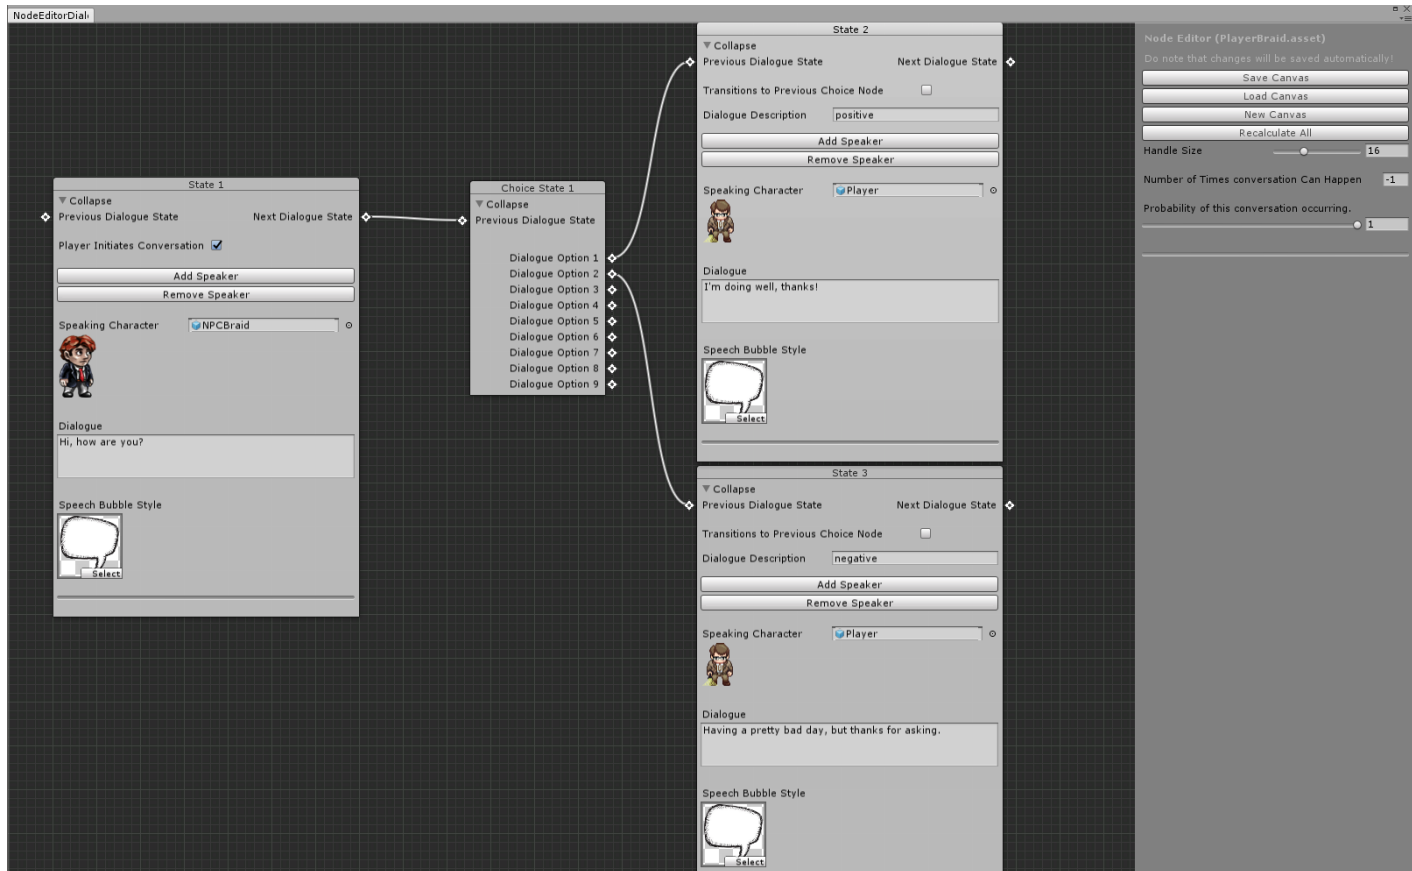 NodeEditorDial
State 1
Collapse
Previous Dialogue State Next Dialogue State
Player Initiates Conversation
Add Speaker
Remove Speaker
Speaking Character NPCBraid
Dialogue
Hi, how are you?
Speech Bubble Style
Select
Choice State 1
Collapse
Previous Dialogue State
Dialogue Option 1
Dialogue Option 2
Dialogue Option 3
Dialogue Option 4
Dialogue Option 5
Dialogue Option 6
Dialogue Option 7
Dialogue Option 8
Dialogue Option 9
State 2
Collapse
Previous Dialogue State Next Dialogue State
Transitions to Previous Choice Node
Dialogue Description positive
Add Speaker
Remove Speaker
Speaking Character Player
Dialogue
I'm doing well, thanks!
Speech Bubble Style
Select
State 3
Collapse
Previous Dialogue State Next Dialogue State
Transitions to Previous Choice Node
Dialogue Description negative
Add Speaker
Remove Speaker
Speaking Character Player
Dialogue
Having a pretty bad day, but thanks for asking.
Speech Bubble Style
Select
Node Editor (PlayerBraid.asset)
Do note that changes will be saved automatically!
Save Canvas
Load Canvas
New Canvas
Recalculate All
Handle Size 16
Number of Times conversation Can Happen -1
Probability of this conversation occurring.
1